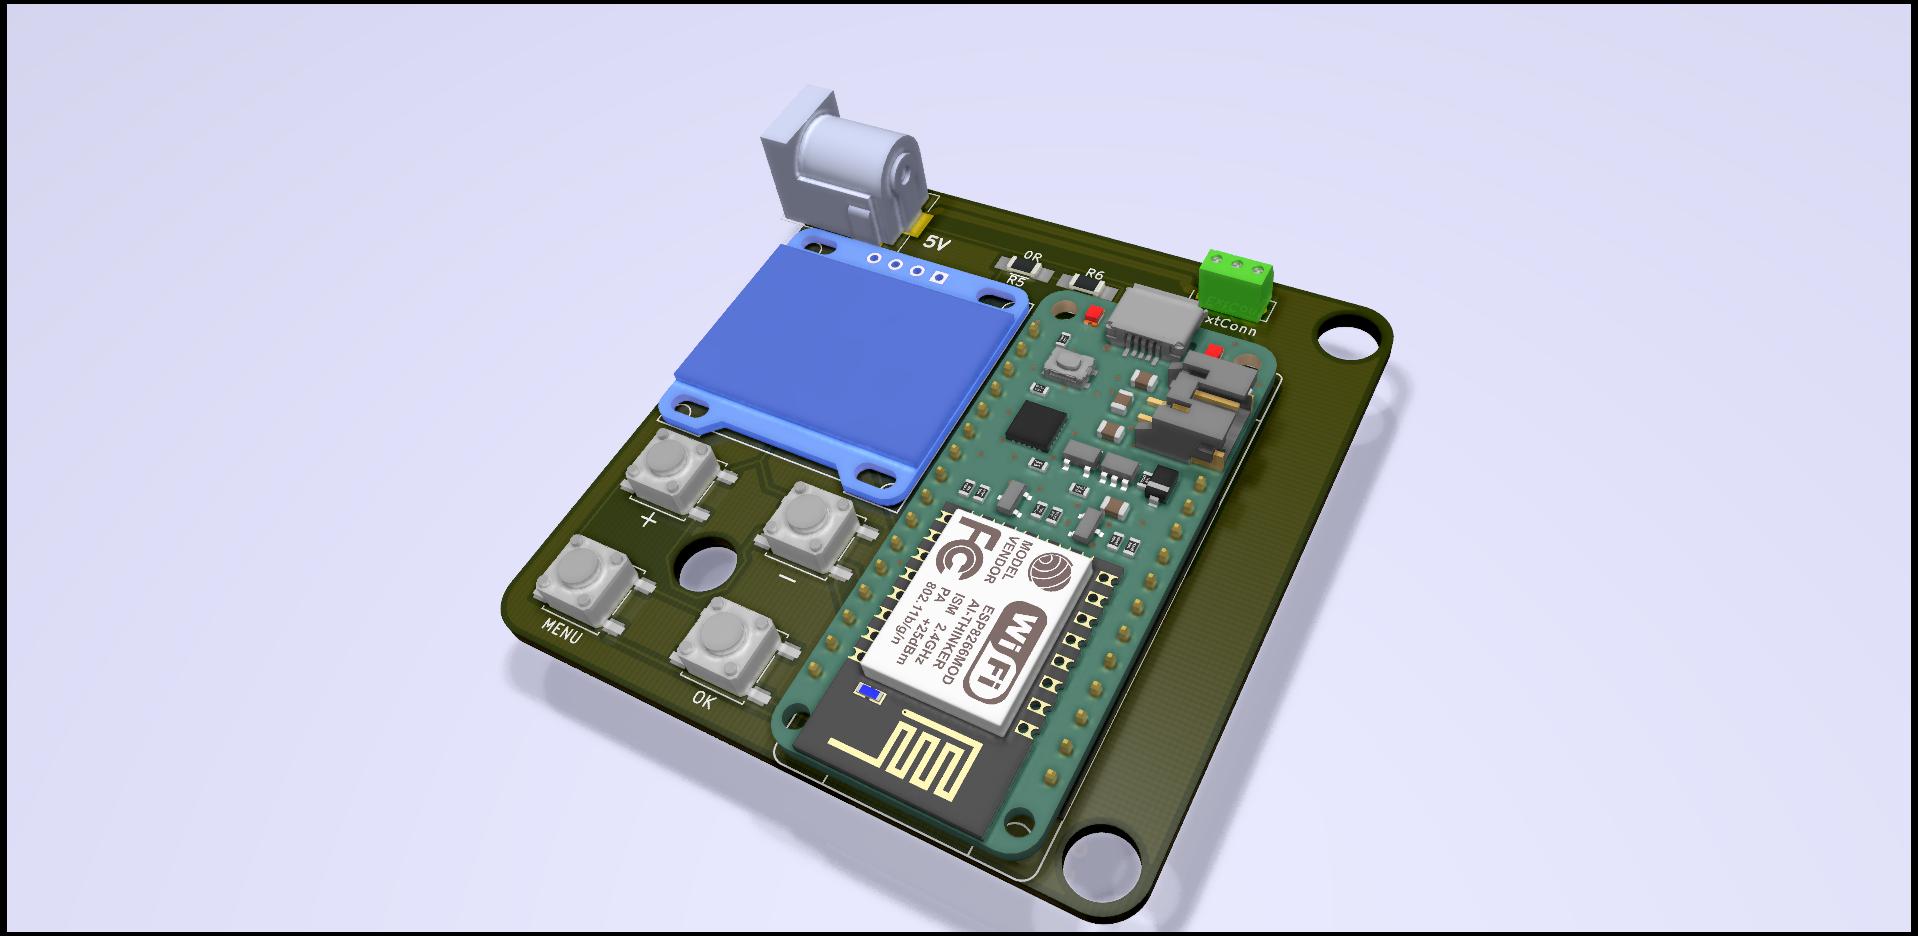 5V
0R
R5
R6
xtConn
+
−
MENU
OK
FC
MODEL
VENDOR
WiFi
ESP8266MOD
AI-THINKER
ISM 2.4GHz
PA +25dBm
802.11b/g/n